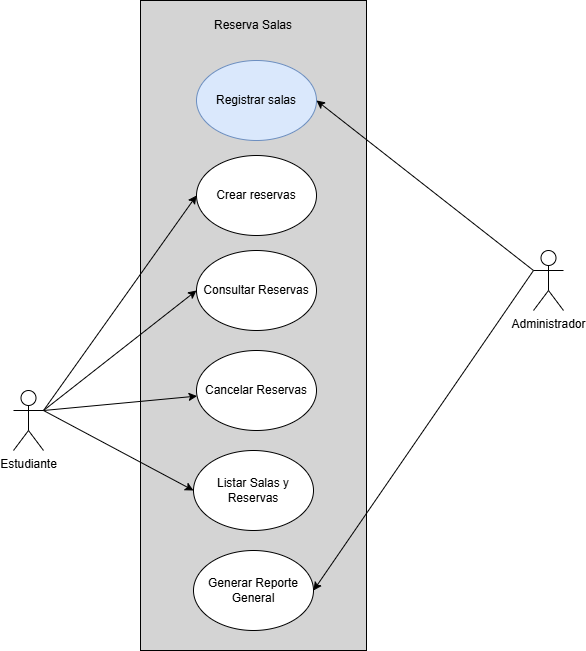 Reserva Salas
Registrar salas
Crear reservas
Consultar Reservas
Administrador
Cancelar Reservas
Estudiante
Listar Salas y
Reservas
Generar Reporte
General